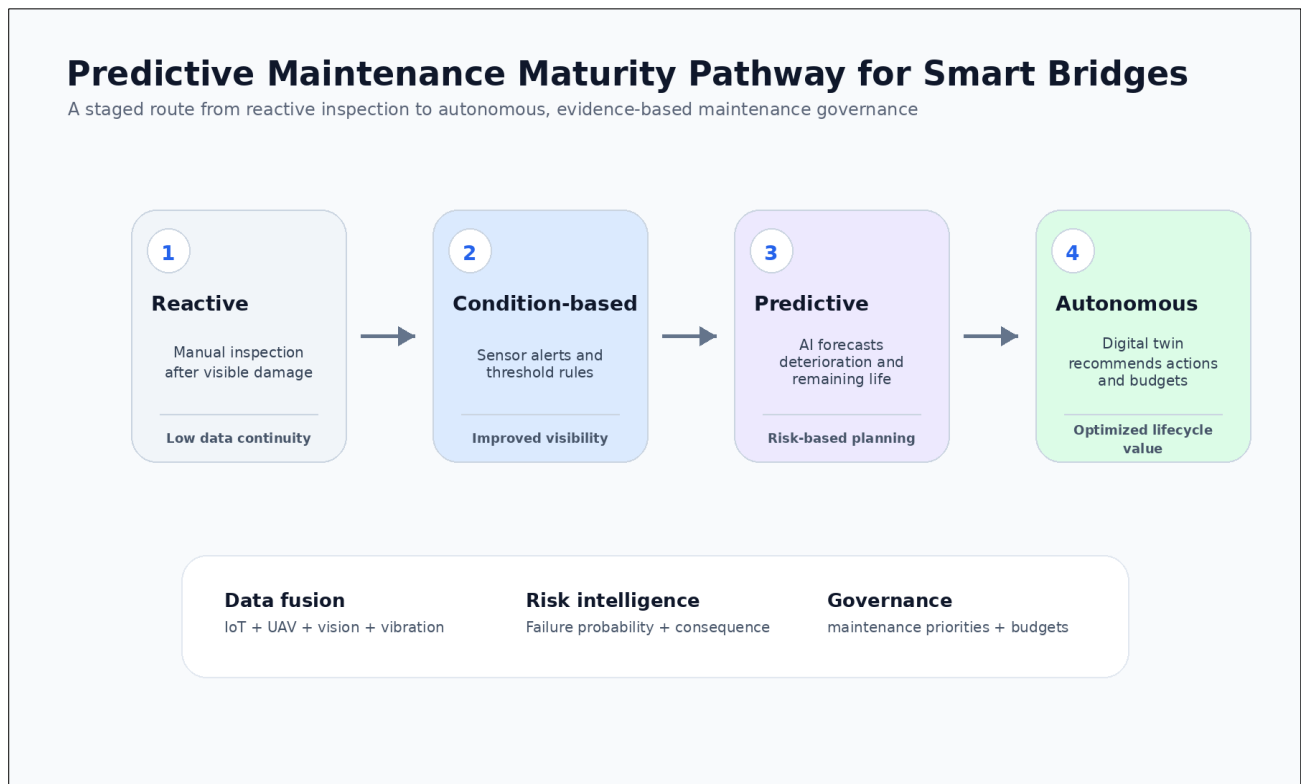 Predictive Maintenance Maturity Pathway for Smart Bridges
A staged route from reactive inspection to autonomous, evidence-based maintenance governance
1
Reactive
Manual inspection
after visible damage
Low data continuity
2
Condition-based
Sensor alerts and
threshold rules
Improved visibility
3
Predictive
AI forecasts
deterioration and
remaining life
Risk-based planning
4
Autonomous
Digital twin
recommends actions
and budgets
Optimized lifecycle
value
Data fusion
IoT + UAV + vision + vibration
Risk intelligence
Failure probability + consequence
Governance
maintenance priorities + budgets